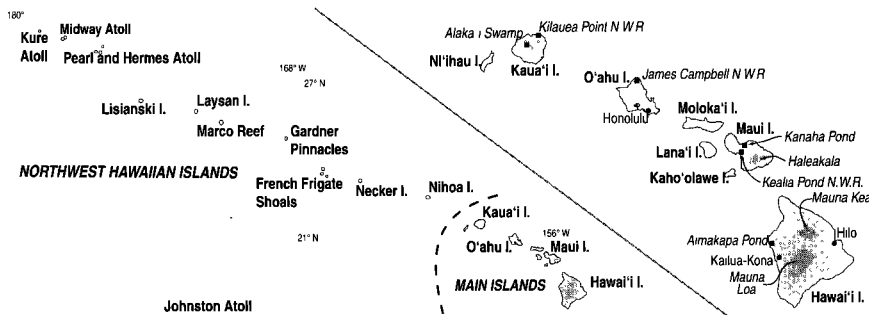 180°
Kure
Atoll
Midway Atoll
Pearl and Hermes Atoll
168° W
27° N
Lisianski I.
Laysan I.
Marco Reef
Gardner
Pinnacles
NORTHWEST HAWAIIAN ISLANDS
French Frigate
Shoals
Necker I.
Nihoa I.
21° N
Kaua'i I.
O'ahu I.
156° W
Maui I.
MAIN ISLANDS
Hawai'i I.
Johnston Atoll
Alaka i Swamp
Kilauea Point N W R
Ni'ihau I.
Kaua'i I.
O'ahu I.
James Campbell N W R
Honolulu
Moloka'i I.
Maui I.
Kanaha Pond
Lana'i I.
Haleakala
Kaho'olawe I.
Kealia Pond N.W.R.
Mauna Kea
Aimakapa Pond
Hilo
Kailua-Kona
Mauna
Loa
Hawai'i I.